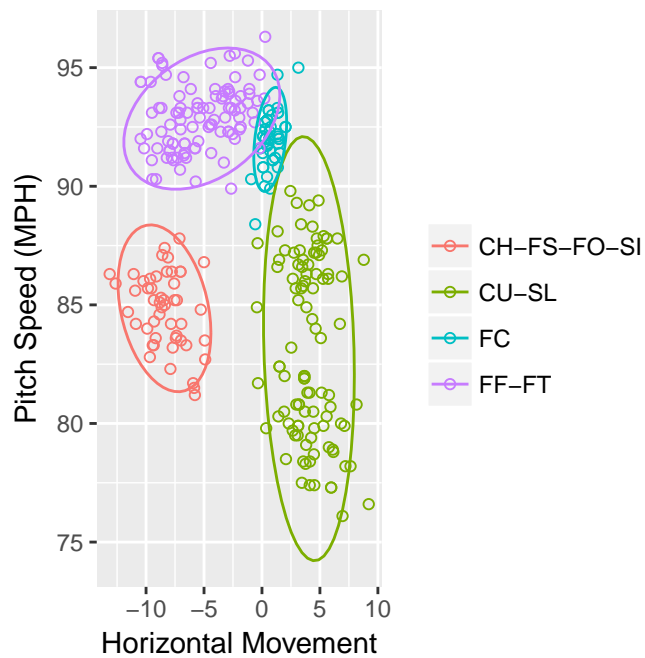 95
90
85
80
75
Pitch Speed (MPH)
−10
−5
0
5
10
Horizontal Movement
CH−FS−FO−SI
CU−SL
FC
FF−FT